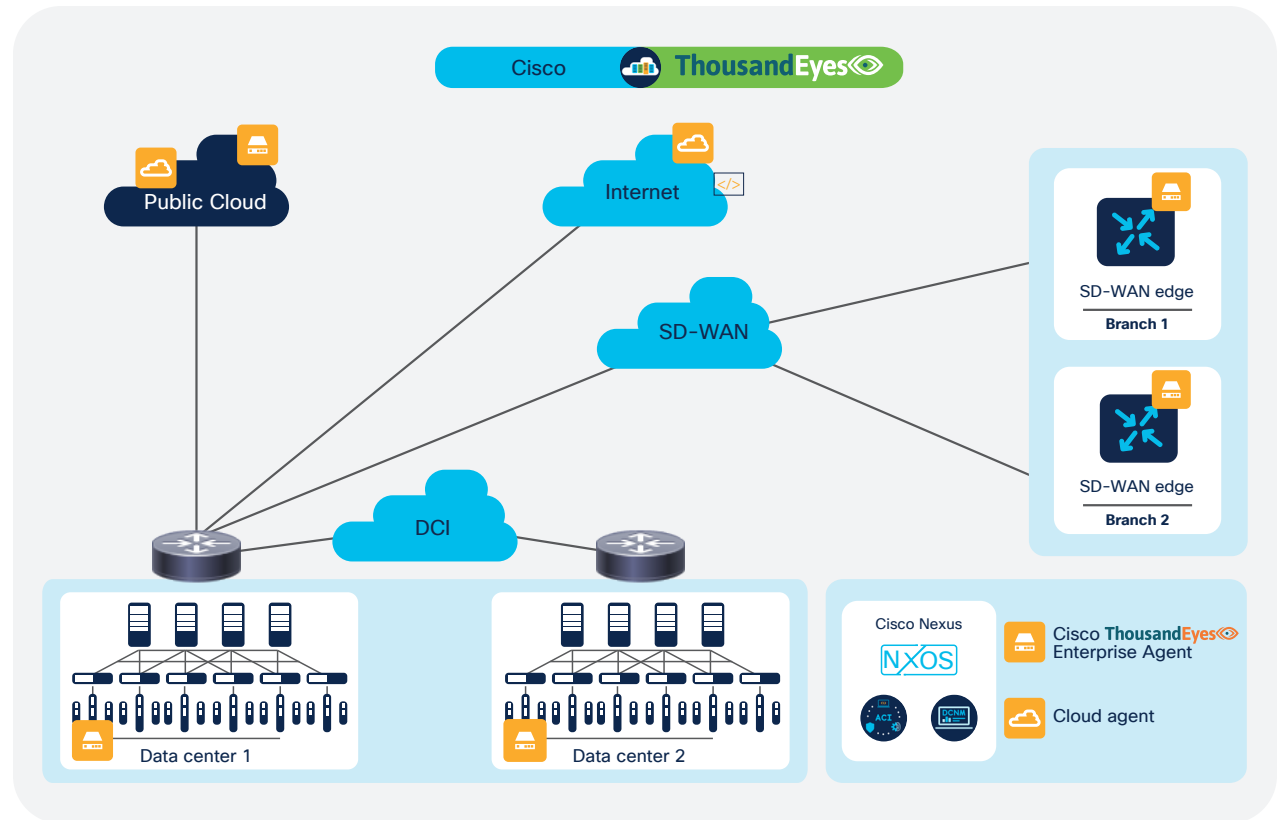 Cisco ThousandEyes
Public Cloud
Internet
</>
SD-WAN
SD-WAN edge
Branch 1
SD-WAN edge
Branch 2
DCI
Data center 1
Data center 2
Cisco Nexus
NXOS
ACI
DCNM
Cisco ThousandEyes
Enterprise Agent
Cloud agent